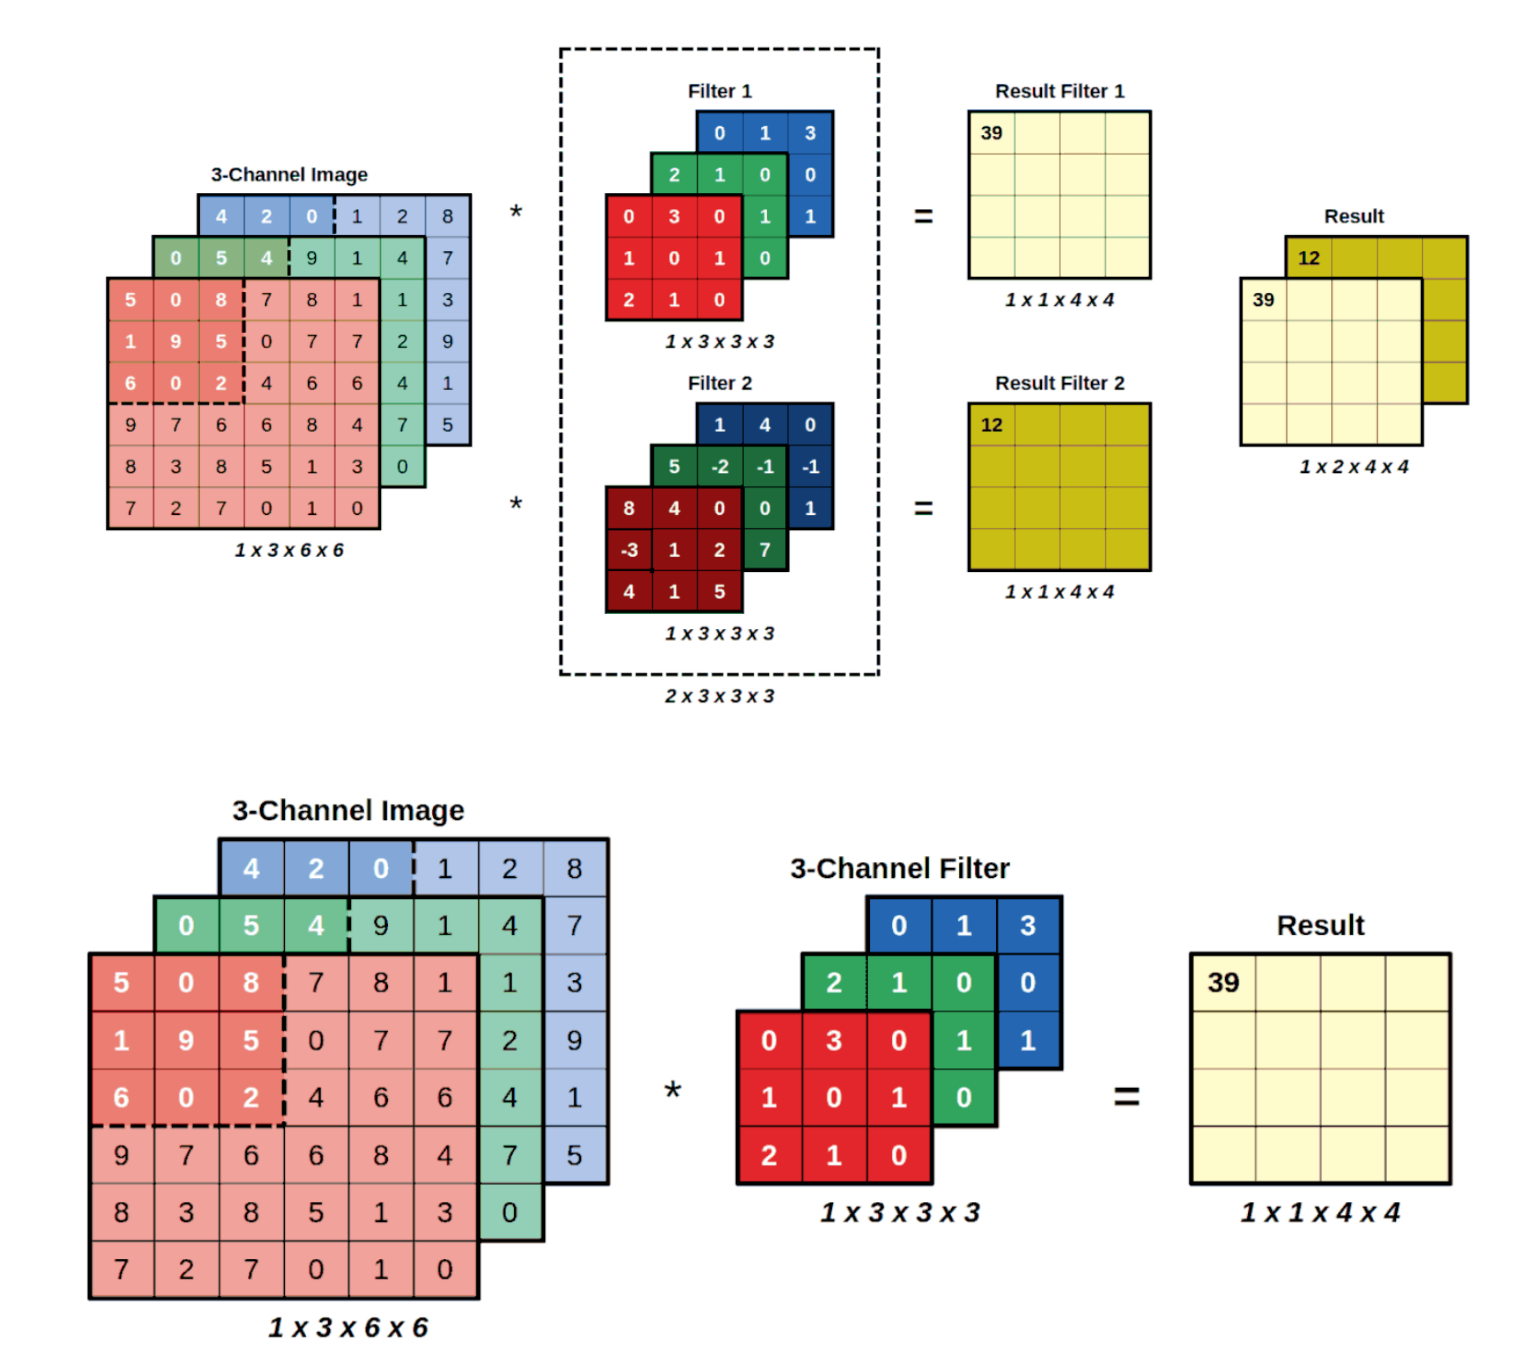 Filter 1
Result Filter 1
0 1 3
39
3-Channel Image
2 1 0 0
Result
4 2 0 1 2 8
*
0 3 0 1 1
=
0 5 4 9 1 4 7
1 0 1 0
12
5 0 8 7 8 1 1 3
2 1 0
1 x 1 x 4 x 4
39
1 9 5 0 7 7 2 9
1 x 3 x 3 x 3
6 0 2 4 6 6 4 1
Filter 2
Result Filter 2
9 7 6 6 8 4 7 5
1 4 0
12
8 3 8 5 1 3 0
5 -2 -1 -1
1 x 2 x 4 x 4
7 2 7 0 1 0
*
8 4 0 0 1
=
1 x 3 x 6 x 6
-3 1 2 7
4 1 5
1 x 1 x 4 x 4
1 x 3 x 3 x 3
2 x 3 x 3 x 3
3-Channel Image
4 2 0 1 2 8
3-Channel Filter
0 5 4 9 1 4 7
0 1 3
Result
5 0 8 7 8 1 1 3
2 1 0 0
39
1 9 5 0 7 7 2 9
0 3 0 1 1
6 0 2 4 6 6 4 1
*
1 0 1 0
=
9 7 6 6 8 4 7 5
2 1 0
8 3 8 5 1 3 0
1 x 3 x 3 x 3
1 x 1 x 4 x 4
7 2 7 0 1 0
1 x 3 x 6 x 6